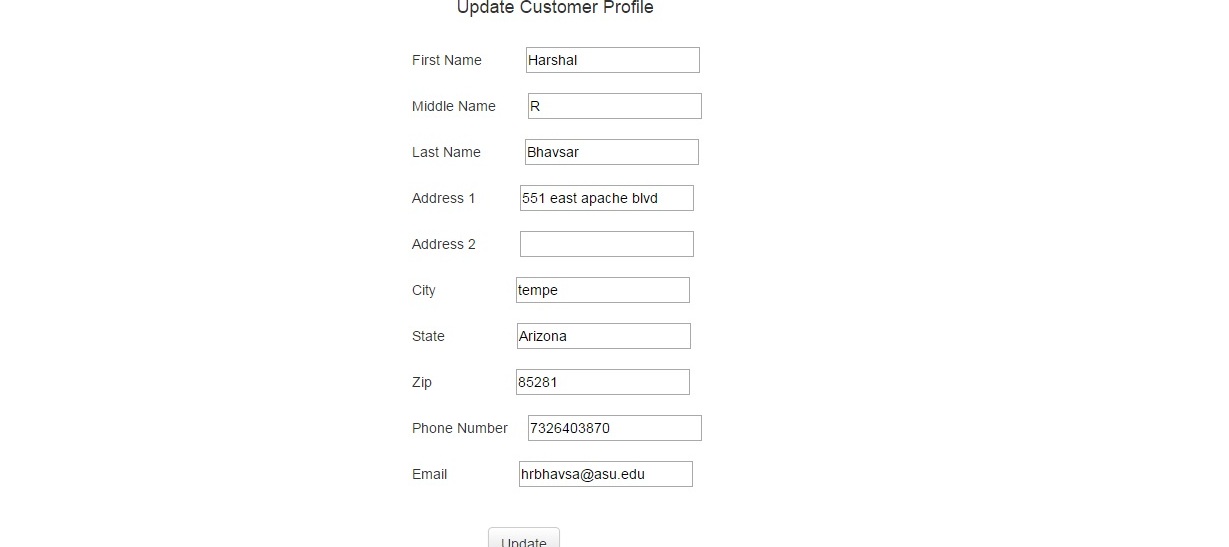 Update Customer Profile
First Name Harshal
Middle Name R
Last Name Bhavsar
Address 1 551 east apache blvd
Address 2
City tempe
State Arizona
Zip 85281
Phone Number 7326403870
Email hrbhavsa@asu.edu
Update